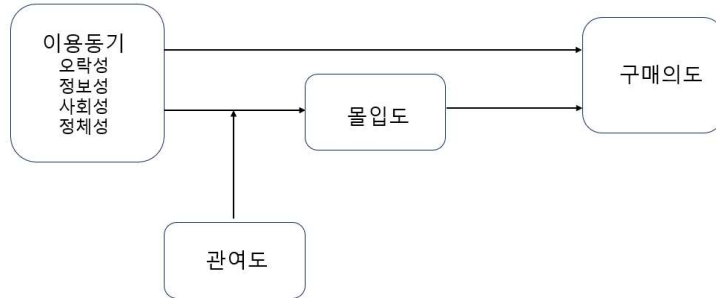 이용동기
오락성
정보성
사회성
정체성
구매의도
몰입도
관여도